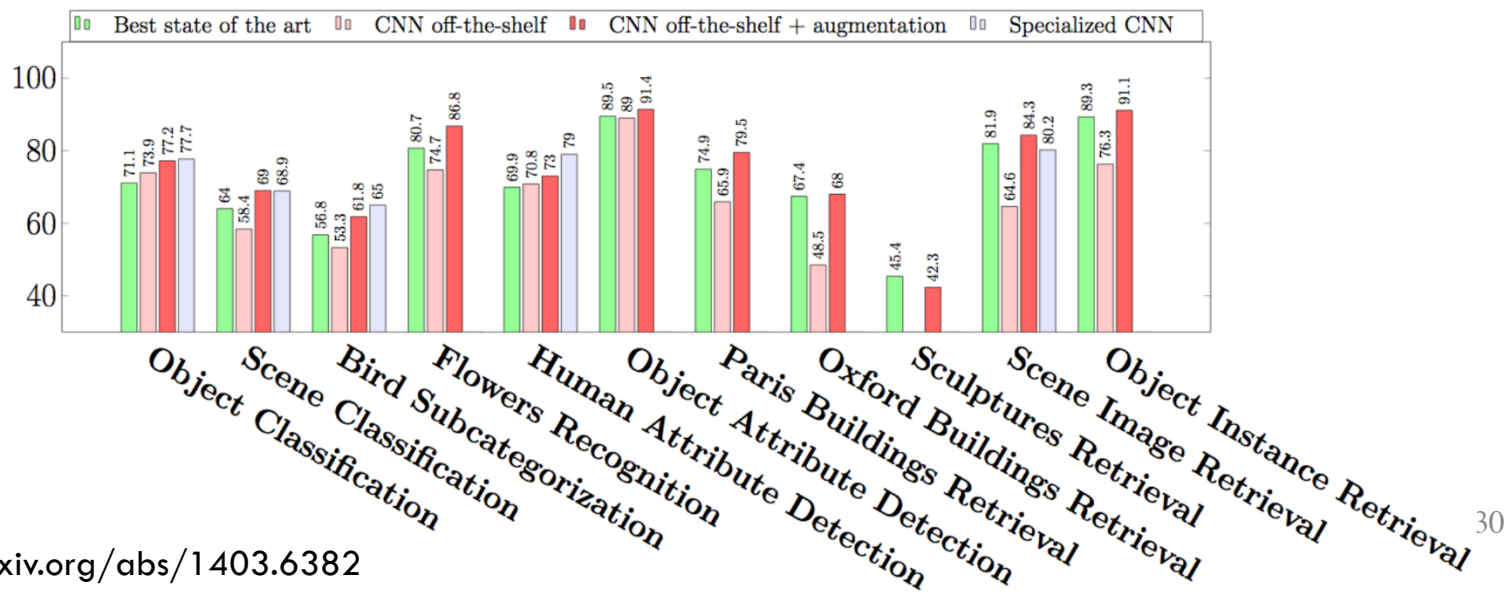 Best state of the art CNN off-the-shelf CNN off-the-shelf + augmentation Specialized CNN
100
80
60
40
71.1 73.9 77.2 77.7
64 58.4 69 68.9
56.8 53.3 61.8 65
80.7 74.7 86.8
69.9 70.8 73 79
89.5 89 91.4
74.9 65.9 79.5
67.4 48.5 68
45.4 42.3
81.9 64.6 84.3 80.2
89.3 76.3 91.1
Object Classification
Scene Classification
Bird Subcategorization
Flowers Recognition
Human Attribute Detection
Object Attribute Detection
Paris Buildings Retrieval
Oxford Buildings Retrieval
Sculptures Retrieval
Scene Image Retrieval
Object Instance Retrieval
30
xiv.org/abs/1403.6382